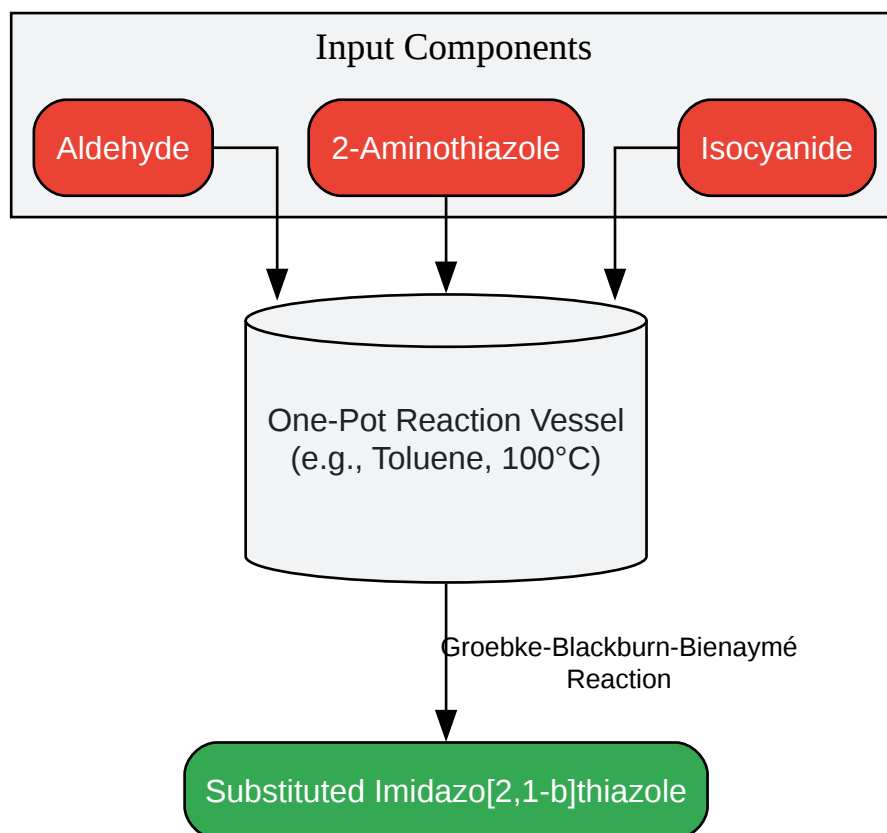 Input Components
Aldehyde
2-Aminothiazole
Isocyanide
One-Pot Reaction Vessel
(e.g., Toluene, 100°C)
Groebke-Blackburn-Bienaymé
Reaction
Substituted Imidazo[2,1-b]thiazole